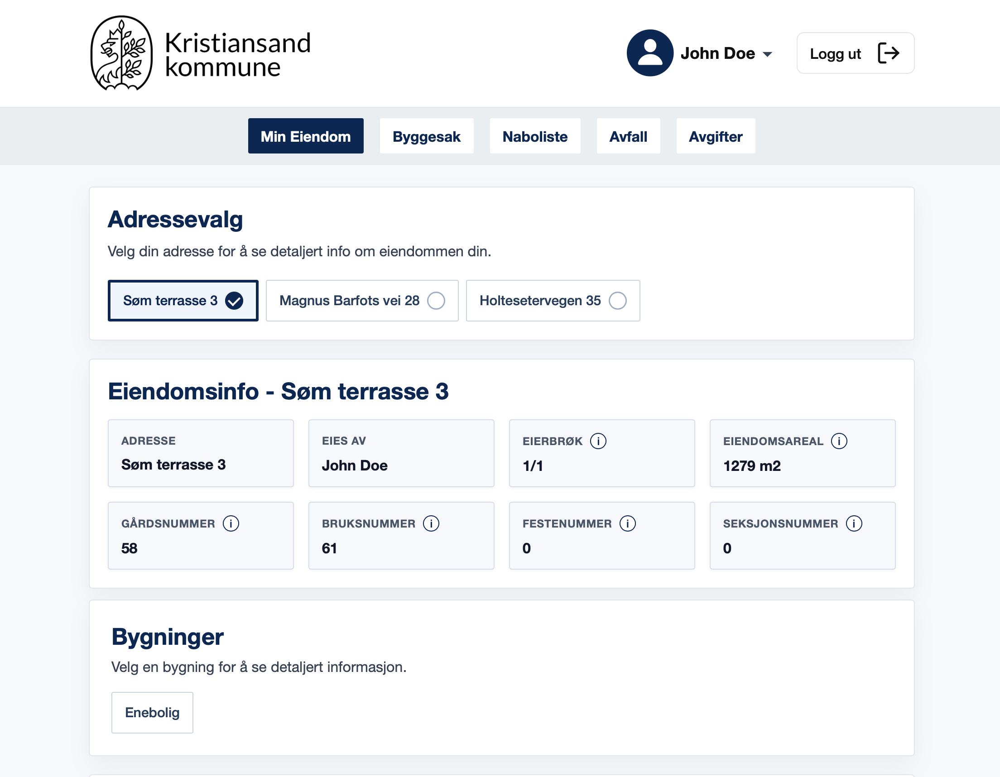 Kristiansand
kommune
John Doe
Logg ut
Min Eiendom
Byggesak
Naboliste
Avfall
Avgifter
Adressevalg
Velg din adresse for å se detaljert info om eiendommen din.
Søm terrasse 3
Magnus Barfots vei 28
Holtesetervegen 35
Eiendomsinfo - Søm terrasse 3
ADRESSE
Søm terrasse 3
EIES AV
John Doe
EIERBRØK i
1/1
EIENDOMSAREAL i
1279 m2
GÅRDSNUMMER i
58
BRUKSNUMMER i
61
FESTENUMMER i
0
SEKSJONSNUMMER i
0
Bygninger
Velg en bygning for å se detaljert informasjon.
Enebolig